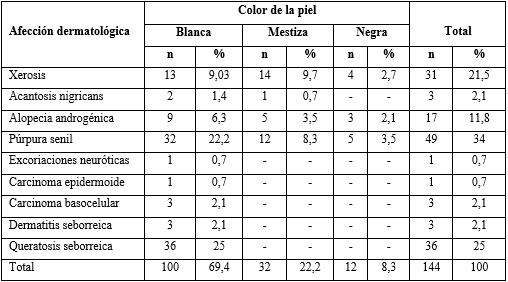 Afección dermatológica Color de la piel Total
Blanca Mestiza Negra
n % n % n % n %
Xerosis 13 9,03 14 9,7 4 2,7 31 21,5
Acantosis nigricans 2 1,4 1 0,7 - - 3 2,1
Alopecia androgénica 9 6,3 5 3,5 3 2,1 17 11,8
Púrpura senil 32 22,2 12 8,3 5 3,5 49 34
Excoriaciones neuróticas 1 0,7 - - - - 1 0,7
Carcinoma epidermoide 1 0,7 - - - - 1 0,7
Carcinoma basocelular 3 2,1 - - - - 3 2,1
Dermatitis seborreica 3 2,1 - - - - 3 2,1
Queratosis seborreica 36 25 - - - - 36 25
Total 100 69,4 32 22,2 12 8,3 144 100